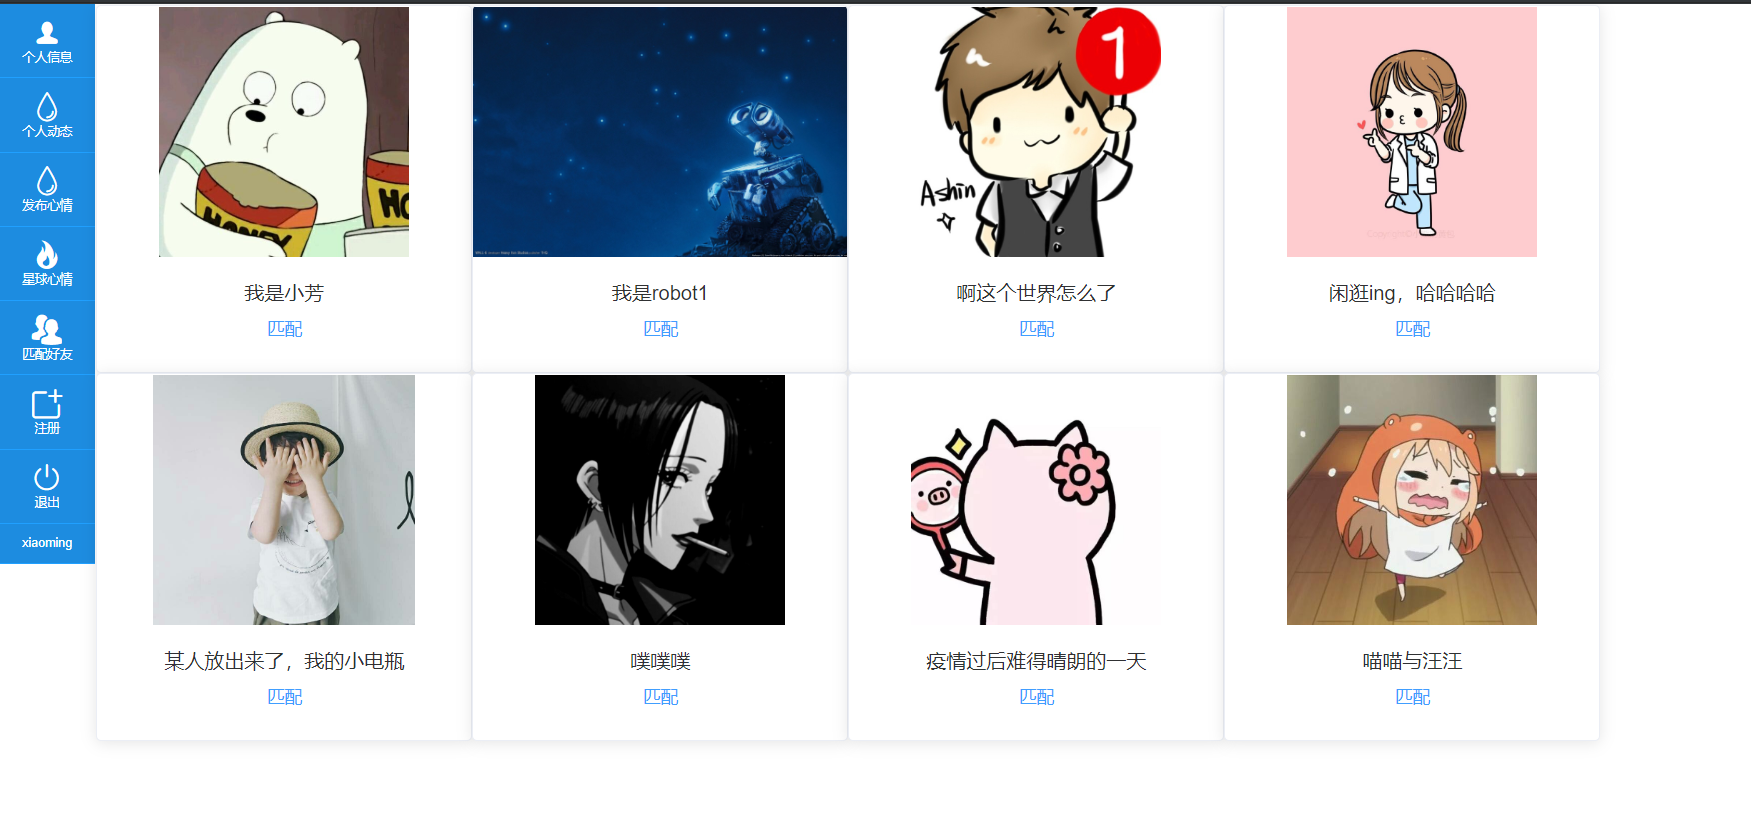 个人信息
个人动态
发布心情
星球心情
匹配好友
注册
退出
xiaoming
HONEY
HO
1
Ashin
我是小芳
匹配
我是robot1
匹配
啊这个世界怎么了
匹配
闲逛ing，哈哈哈哈
匹配
某人放出来了，我的小电瓶
匹配
噗噗噗
匹配
疫情过后难得晴朗的一天
匹配
喵喵与汪汪
匹配